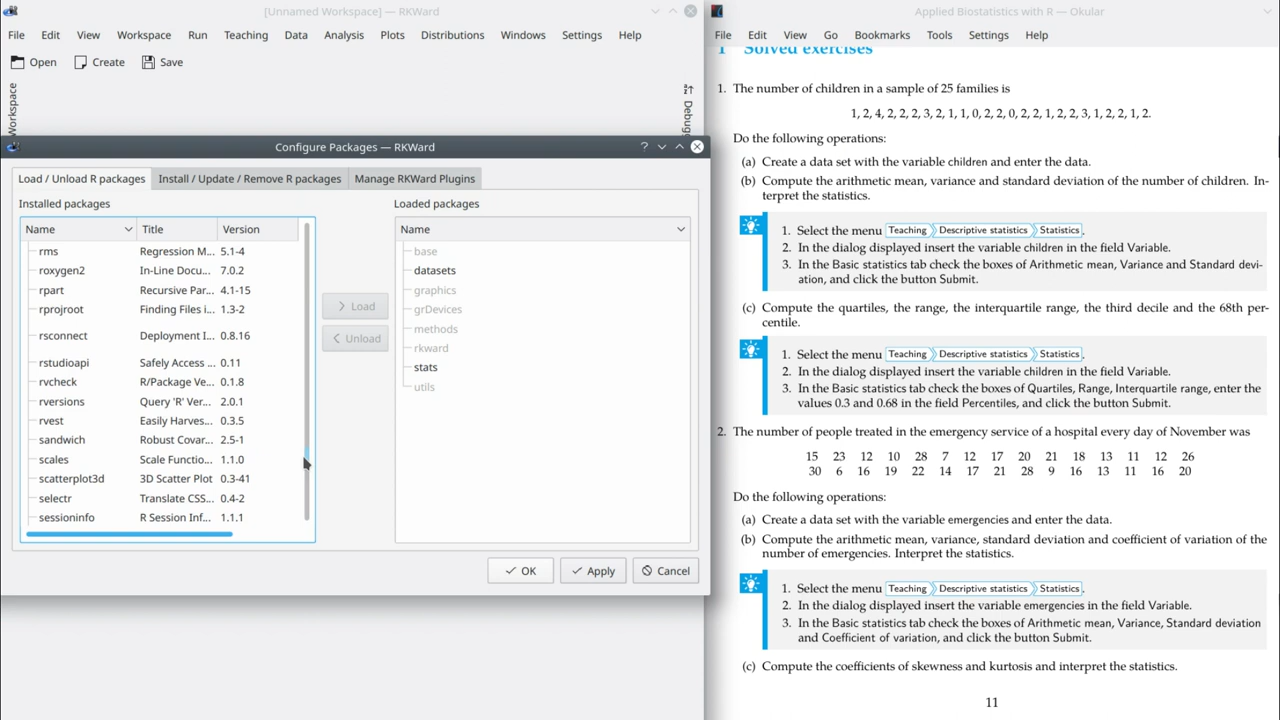 [Unnamed Workspace] — RKWard
File Edit View Workspace Run Teaching Data Analysis Plots Distributions Windows Settings Help
Open Create Save
Workspace
Debug
Configure Packages — RKWard
Load / Unload R packages Install / Update / Remove R packages Manage RKWard Plugins
Installed packages
Name Title Version
rms Regression M... 5.1-4
roxygen2 In-Line Docu... 7.0.2
rpart Recursive Par... 4.1-15
rprojroot Finding Files i... 1.3-2
rsconnect Deployment I... 0.8.16
rstudioapi Safely Access ... 0.11
rvcheck R/Package Ve... 0.1.8
rversions Query 'R' Ver... 2.0.1
rvest Easily Harves... 0.3.5
sandwich Robust Covar... 2.5-1
scales Scale Functio... 1.1.0
scatterplot3d 3D Scatter Plot 0.3-41
selectr Translate CSS... 0.4-2
sessioninfo R Session Inf... 1.1.1
> Load
< Unload
Loaded packages
Name
base
datasets
graphics
grDevices
methods
rkward
stats
utils
OK Apply Cancel
Applied Biostatistics with R — Okular
File Edit View Go Bookmarks Tools Settings Help
1 Solved exercises
1. The number of children in a sample of 25 families is
1, 2, 4, 2, 2, 2, 3, 2, 1, 1, 0, 2, 2, 0, 2, 2, 1, 2, 2, 3, 1, 2, 2, 1, 2.
Do the following operations:
(a) Create a data set with the variable children and enter the data.
(b) Compute the arithmetic mean, variance and standard deviation of the number of children. In-
terpret the statistics.
1. Select the menu Teaching Descriptive statistics Statistics.
2. In the dialog displayed insert the variable children in the field Variable.
3. In the Basic statistics tab check the boxes of Arithmetic mean, Variance and Standard devi-
ation, and click the button Submit.
(c) Compute the quartiles, the range, the interquartile range, the third decile and the 68th per-
centile.
1. Select the menu Teaching Descriptive statistics Statistics.
2. In the dialog displayed insert the variable children in the field Variable.
3. In the Basic statistics tab check the boxes of Quartiles, Range, Interquartile range, enter the
values 0.3 and 0.68 in the field Percentiles, and click the button Submit.
2. The number of people treated in the emergency service of a hospital every day of November was
15 23 12 10 28 7 12 17 20 21 18 13 11 12 26
30 6 16 19 22 14 17 21 28 9 16 13 11 16 20
Do the following operations:
(a) Create a data set with the variable emergencies and enter the data.
(b) Compute the arithmetic mean, variance, standard deviation and coefficient of variation of the
number of emergencies. Interpret the statistics.
1. Select the menu Teaching Descriptive statistics Statistics.
2. In the dialog displayed insert the variable emergencies in the field Variable.
3. In the Basic statistics tab check the boxes of Arithmetic mean, Variance, Standard deviation
and Coefficient of variation, and click the button Submit.
(c) Compute the coefficients of skewness and kurtosis and interpret the statistics.
11